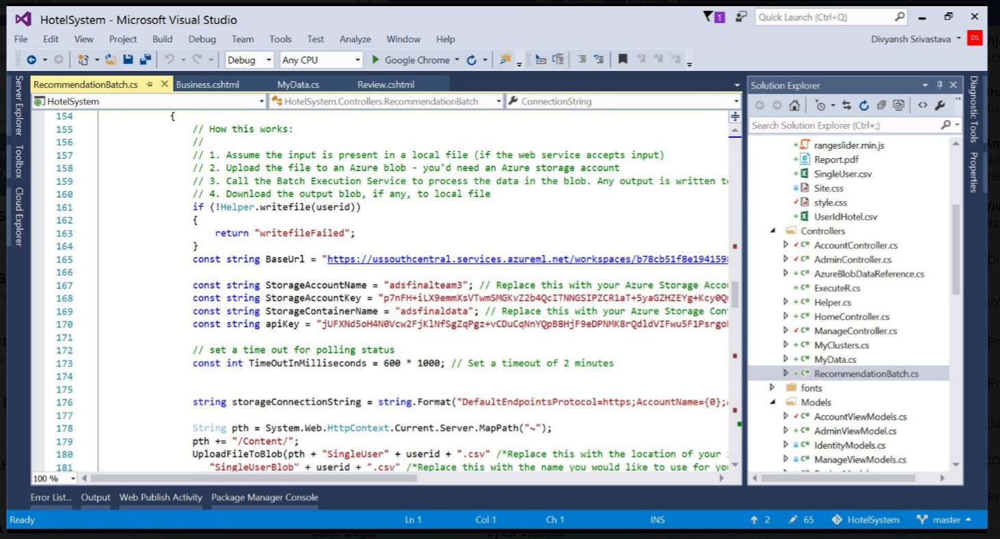 HotelSystem - Microsoft Visual Studio
1
Quick Launch (Ctrl+Q)
File Edit View Project Build Debug Team Tools Test Analyze Window Help
Divyansh Srivastava DS
Debug Any CPU Google Chrome
Server Explorer
Toolbox
Cloud Explorer
RecommendationBatch.cs Business.cshtml MyData.cs Review.cshtml
HotelSystem HotelSystem.Controllers.RecommendationBatch ConnectionString
154 {
155 // How this works:
156 //
157 // 1. Assume the input is present in a local file (if the web service accepts input)
158 // 2. Upload the file to an Azure blob - you'd need an Azure storage account
159 // 3. Call the Batch Execution Service to process the data in the blob. Any output is written
160 // 4. Download the output blob, if any, to local file
161 if (!Helper.writefile(userid))
162 {
163 return "writefileFailed";
164 }
165 const string BaseUrl = "https://ussouthcentral.services.azureml.net/workspaces/b78cb51f8e1941598
166
167 const string StorageAccountName = "adsfinalteam3"; // Replace this with your Azure Storage
168 const string StorageAccountKey =
169 const string StorageContainerName = "adsfinaldata"; // Replace this with your Azure Storage
170 const string apiKey =
171
172 // set a time out for polling status
173 const int TimeOutInMilliseconds = 600 * 1000; // Set a timeout of 2 minutes
174
175
176 string storageConnectionString = string.Format("DefaultEndpointsProtocol=https;AccountName={0};
177
178 String pth = System.Web.HttpContext.Current.Server.MapPath("~");
179 pth += "/Content/";
180 UploadFileToBlob(pth + "SingleUser" + userid + ".csv" /*Replace this with the location of your
181 "SingleUserBlob" + userid + ".csv" /*Replace this with the name you would like to use for
100 %
Solution Explorer
Search Solution Explorer (Ctrl+;)
rangeslider.min.js
Report.pdf
SingleUser.csv
Site.css
style.css
UserIdHotel.csv
Controllers
C# AccountController.cs
C# AdminController.cs
C# AzureBlobDataReference.cs
C# ExecuteR.cs
C# Helper.cs
C# HomeController.cs
C# ManageController.cs
C# MyClusters.cs
C# MyData.cs
C# RecommendationBatch.cs
fonts
Models
C# AccountViewModels.cs
C# AdminViewModel.cs
C# IdentityModels.cs
C# ManageViewModels.cs
Diagnostic Tools
Properties
Error List... Output Web Publish Activity Package Manager Console
Ready Ln 1 Col 1 Ch 1 INS 2 65 HotelSystem master